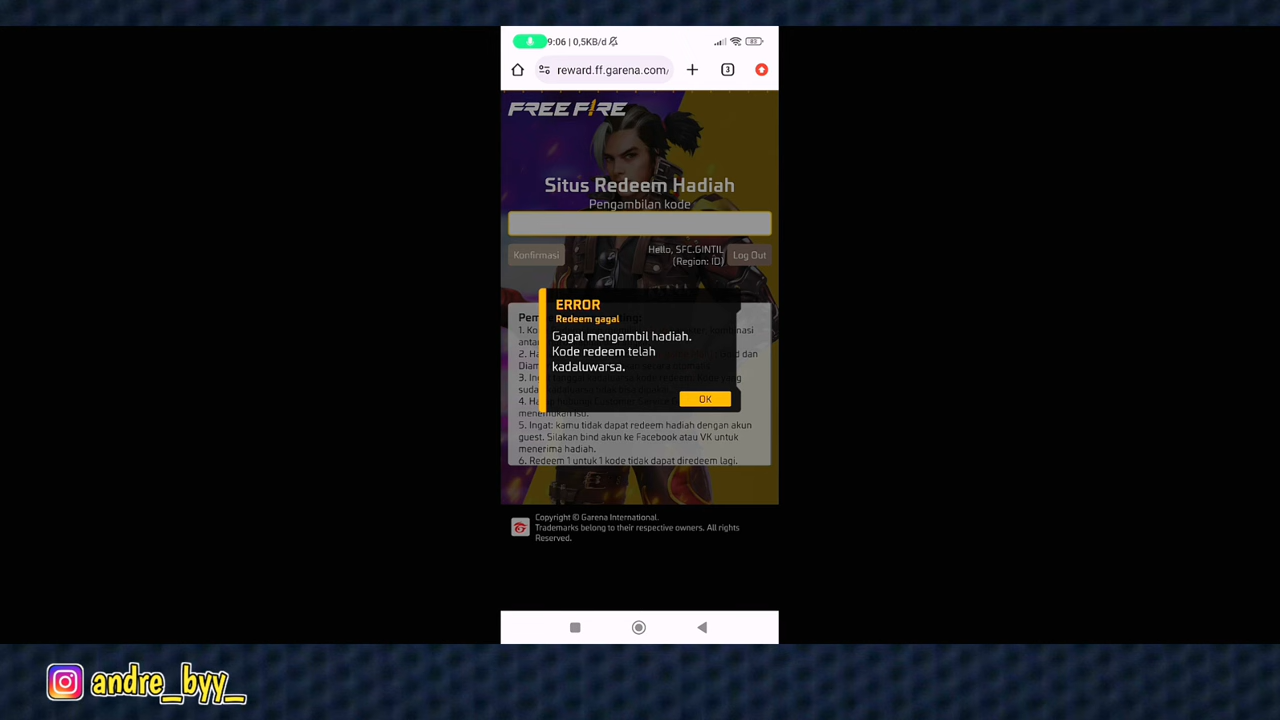 9:06 | 0,5KB/d
83
reward.ff.garena.com/
3
FREE FIRE
Situs Redeem Hadiah
Pengambilan kode
Konfirmasi
Hello, SFC.GINTIL
(Region: ID)
Log Out
ERROR
Redeem gagal
Gagal mengambil hadiah.
Kode redeem telah
kadaluwarsa.
OK
5. Ingat: kamu tidak dapat redeem hadiah dengan akun
guest. Silakan bind akun ke Facebook atau VK untuk
menerima hadiah.
6. Redeem 1 untuk 1 kode tidak dapat diredeem lagi.
Copyright © Garena International.
Trademarks belong to their respective owners. All rights
Reserved.
andre_byy_